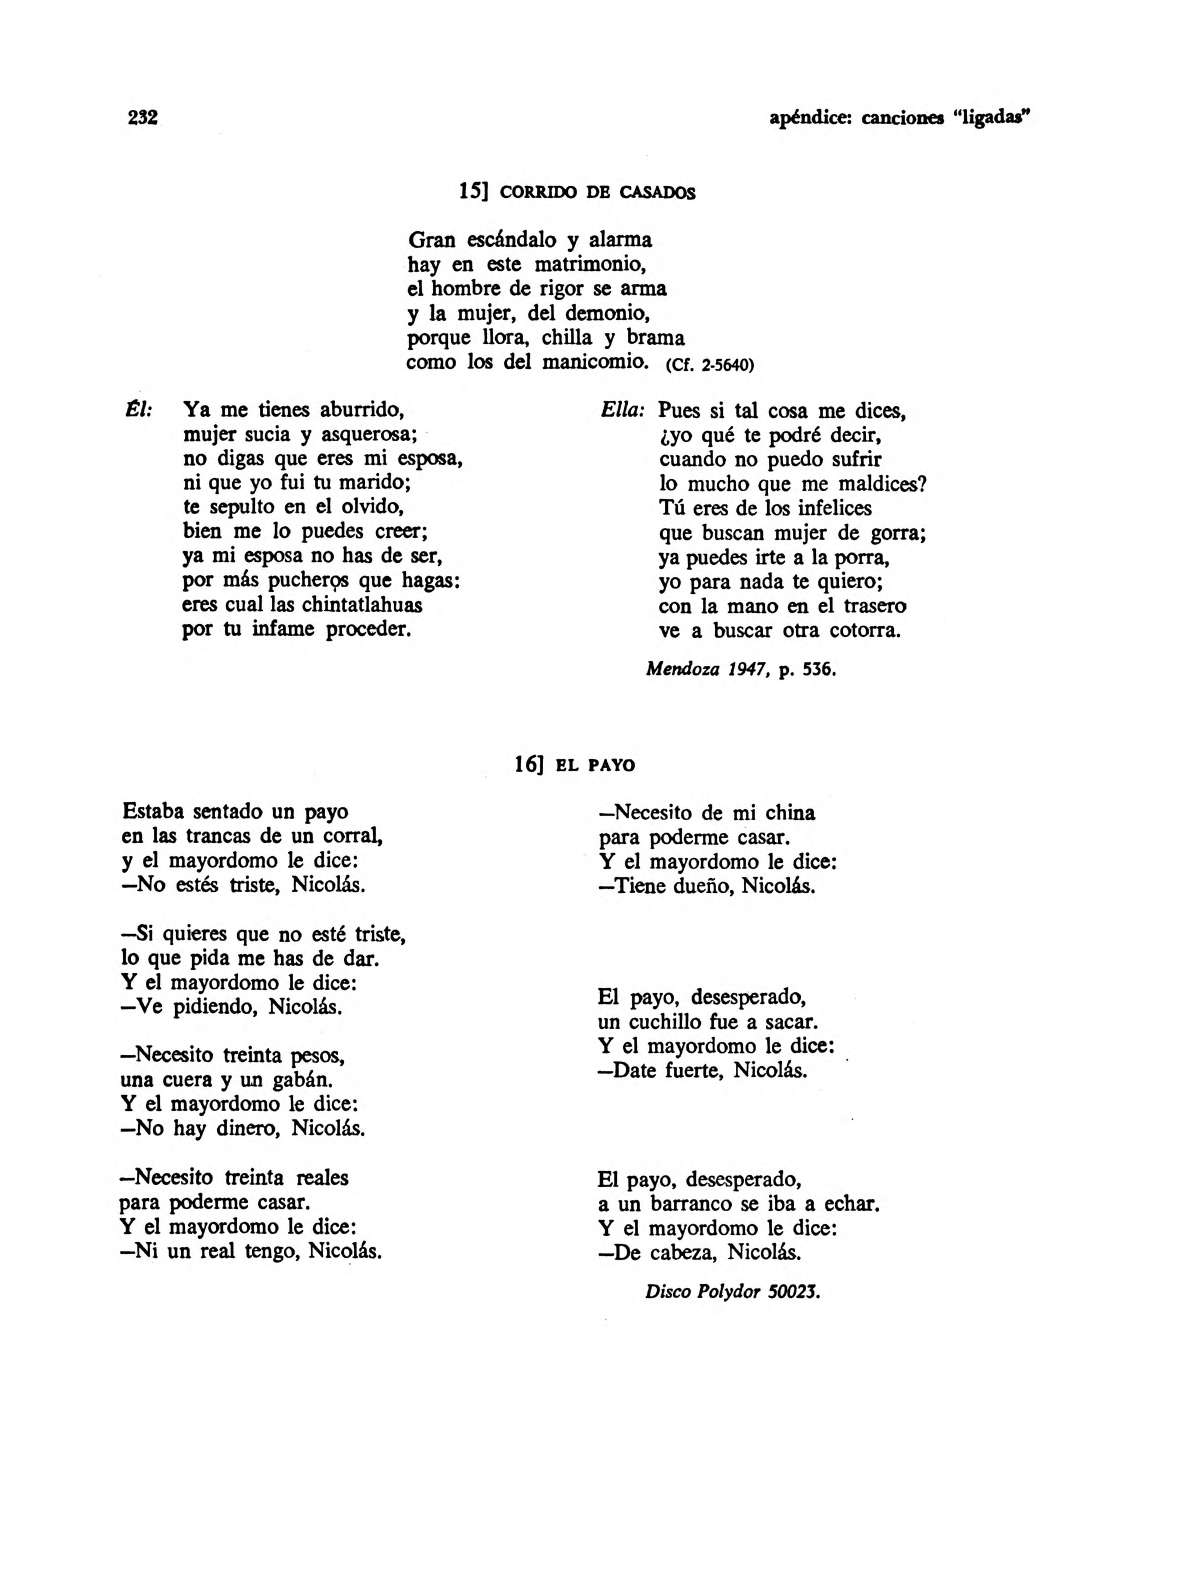 232
apéndice: canciones “ligadas”
15] CORRIDO DE CASADOS
Gran escándalo y alarma
hay en este matrimonio,
el hombre de rigor se arma
y la mujer, del demonio,
porque llora, chilla y brama
como los del manicomio. (Cf. 2-5640)
Él: Ya me tienes aburrido,
mujer sucia y asquerosa;
no digas que eres mi esposa,
ni que yo fui tu marido;
te sepulto en el olvido,
bien me lo puedes creer;
ya mi esposa no has de ser,
por más pucheros que hagas:
eres cual las chintatlahuas
por tu infame proceder.
Ella: Pues si tal cosa me dices,
¿yo qué te podré decir,
cuando no puedo sufrir
lo mucho que me maldices?
Tú eres de los infelices
que buscan mujer de gorra;
ya puedes irte a la porra,
yo para nada te quiero;
con la mano en el trasero
ve a buscar otra cotorra.
Mendoza 1947, p. 536.
16] EL PAYO
Estaba sentado un payo
en las trancas de un corral,
y el mayordomo le dice:
—No estés triste, Nicolás.
—Si quieres que no esté triste,
lo que pida me has de dar.
Y el mayordomo le dice:
—Ve pidiendo, Nicolás.
—Necesito treinta pesos,
una cuera y un gabán.
Y el mayordomo le dice:
—No hay dinero, Nicolás.
—Necesito treinta reales
para poderme casar.
Y el mayordomo le dice:
—Ni un real tengo, Nicolás.
—Necesito de mi china
para poderme casar.
Y el mayordomo le dice:
—Tiene dueño, Nicolás.
El payo, desesperado,
un cuchillo fue a sacar.
Y el mayordomo le dice:
—Date fuerte, Nicolás.
El payo, desesperado,
a un barranco se iba a echar.
Y el mayordomo le dice:
—De cabeza, Nicolás.
Disco Polydor 50023.